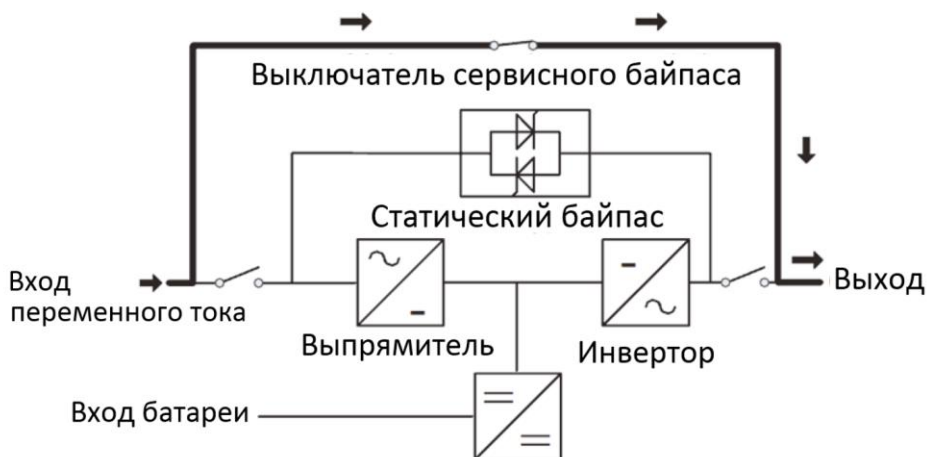 Выключатель сервисного байпаса
Статический байпас
Вход
переменного тока
Выход
Выпрямитель
Инвертор
Вход батареи